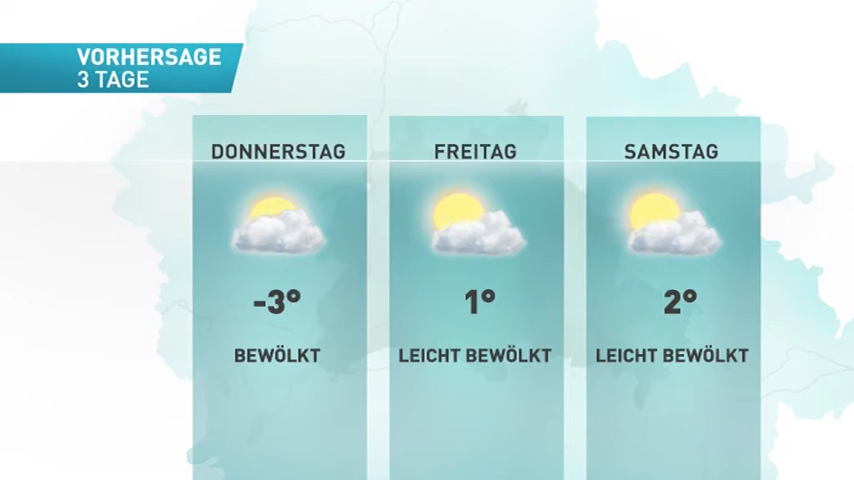 VORHERSAGE
3 TAGE
DONNERSTAG
FREITAG
SAMSTAG
-3°
1°
2°
BEWÖLKT
LEICHT BEWÖLKT
LEICHT BEWÖLKT